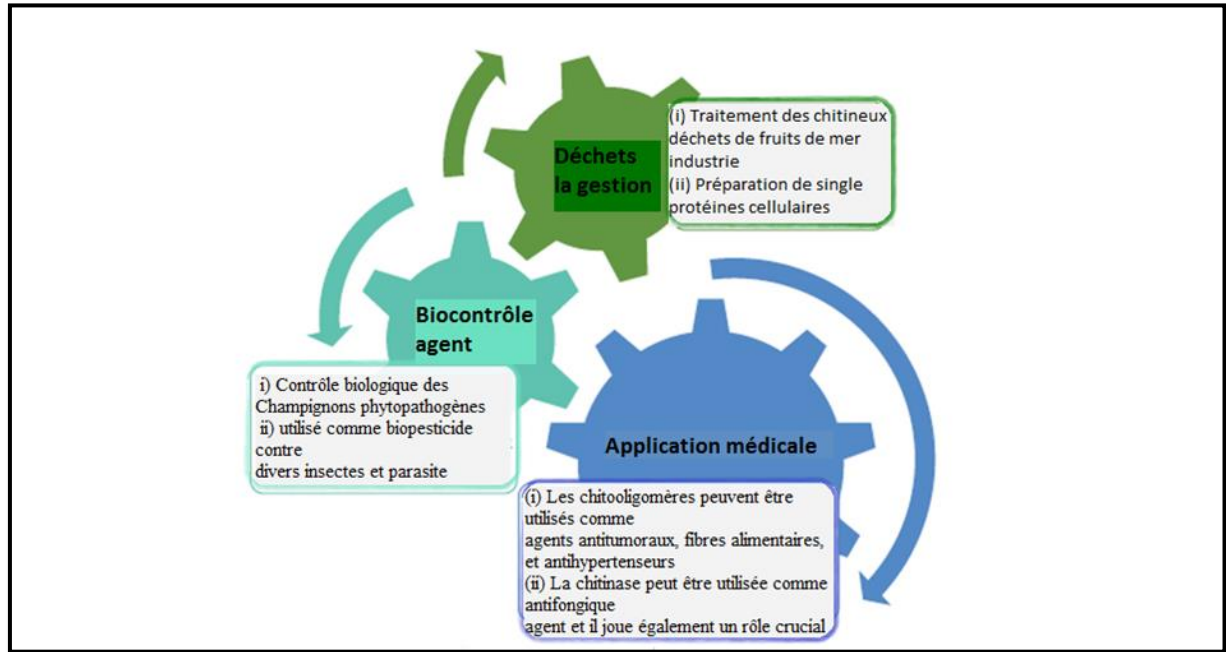 Déchets
la gestion
(i) Traitement des chitineux
déchets de fruits de mer
industrie
(ii) Préparation de single
protéines cellulaires
Biocontrôle
agent
i) Contrôle biologique des
Champignons phytopathogènes
ii) utilisé comme biopesticide
contre
divers insectes et parasite
Application médicale
(i) Les chitooligomères peuvent être
utilisés comme
agents antitumoraux, fibres alimentaires,
et antihypertenseurs
(ii) La chitinase peut être utilisée comme
antifongique
agent et il joue également un rôle crucial